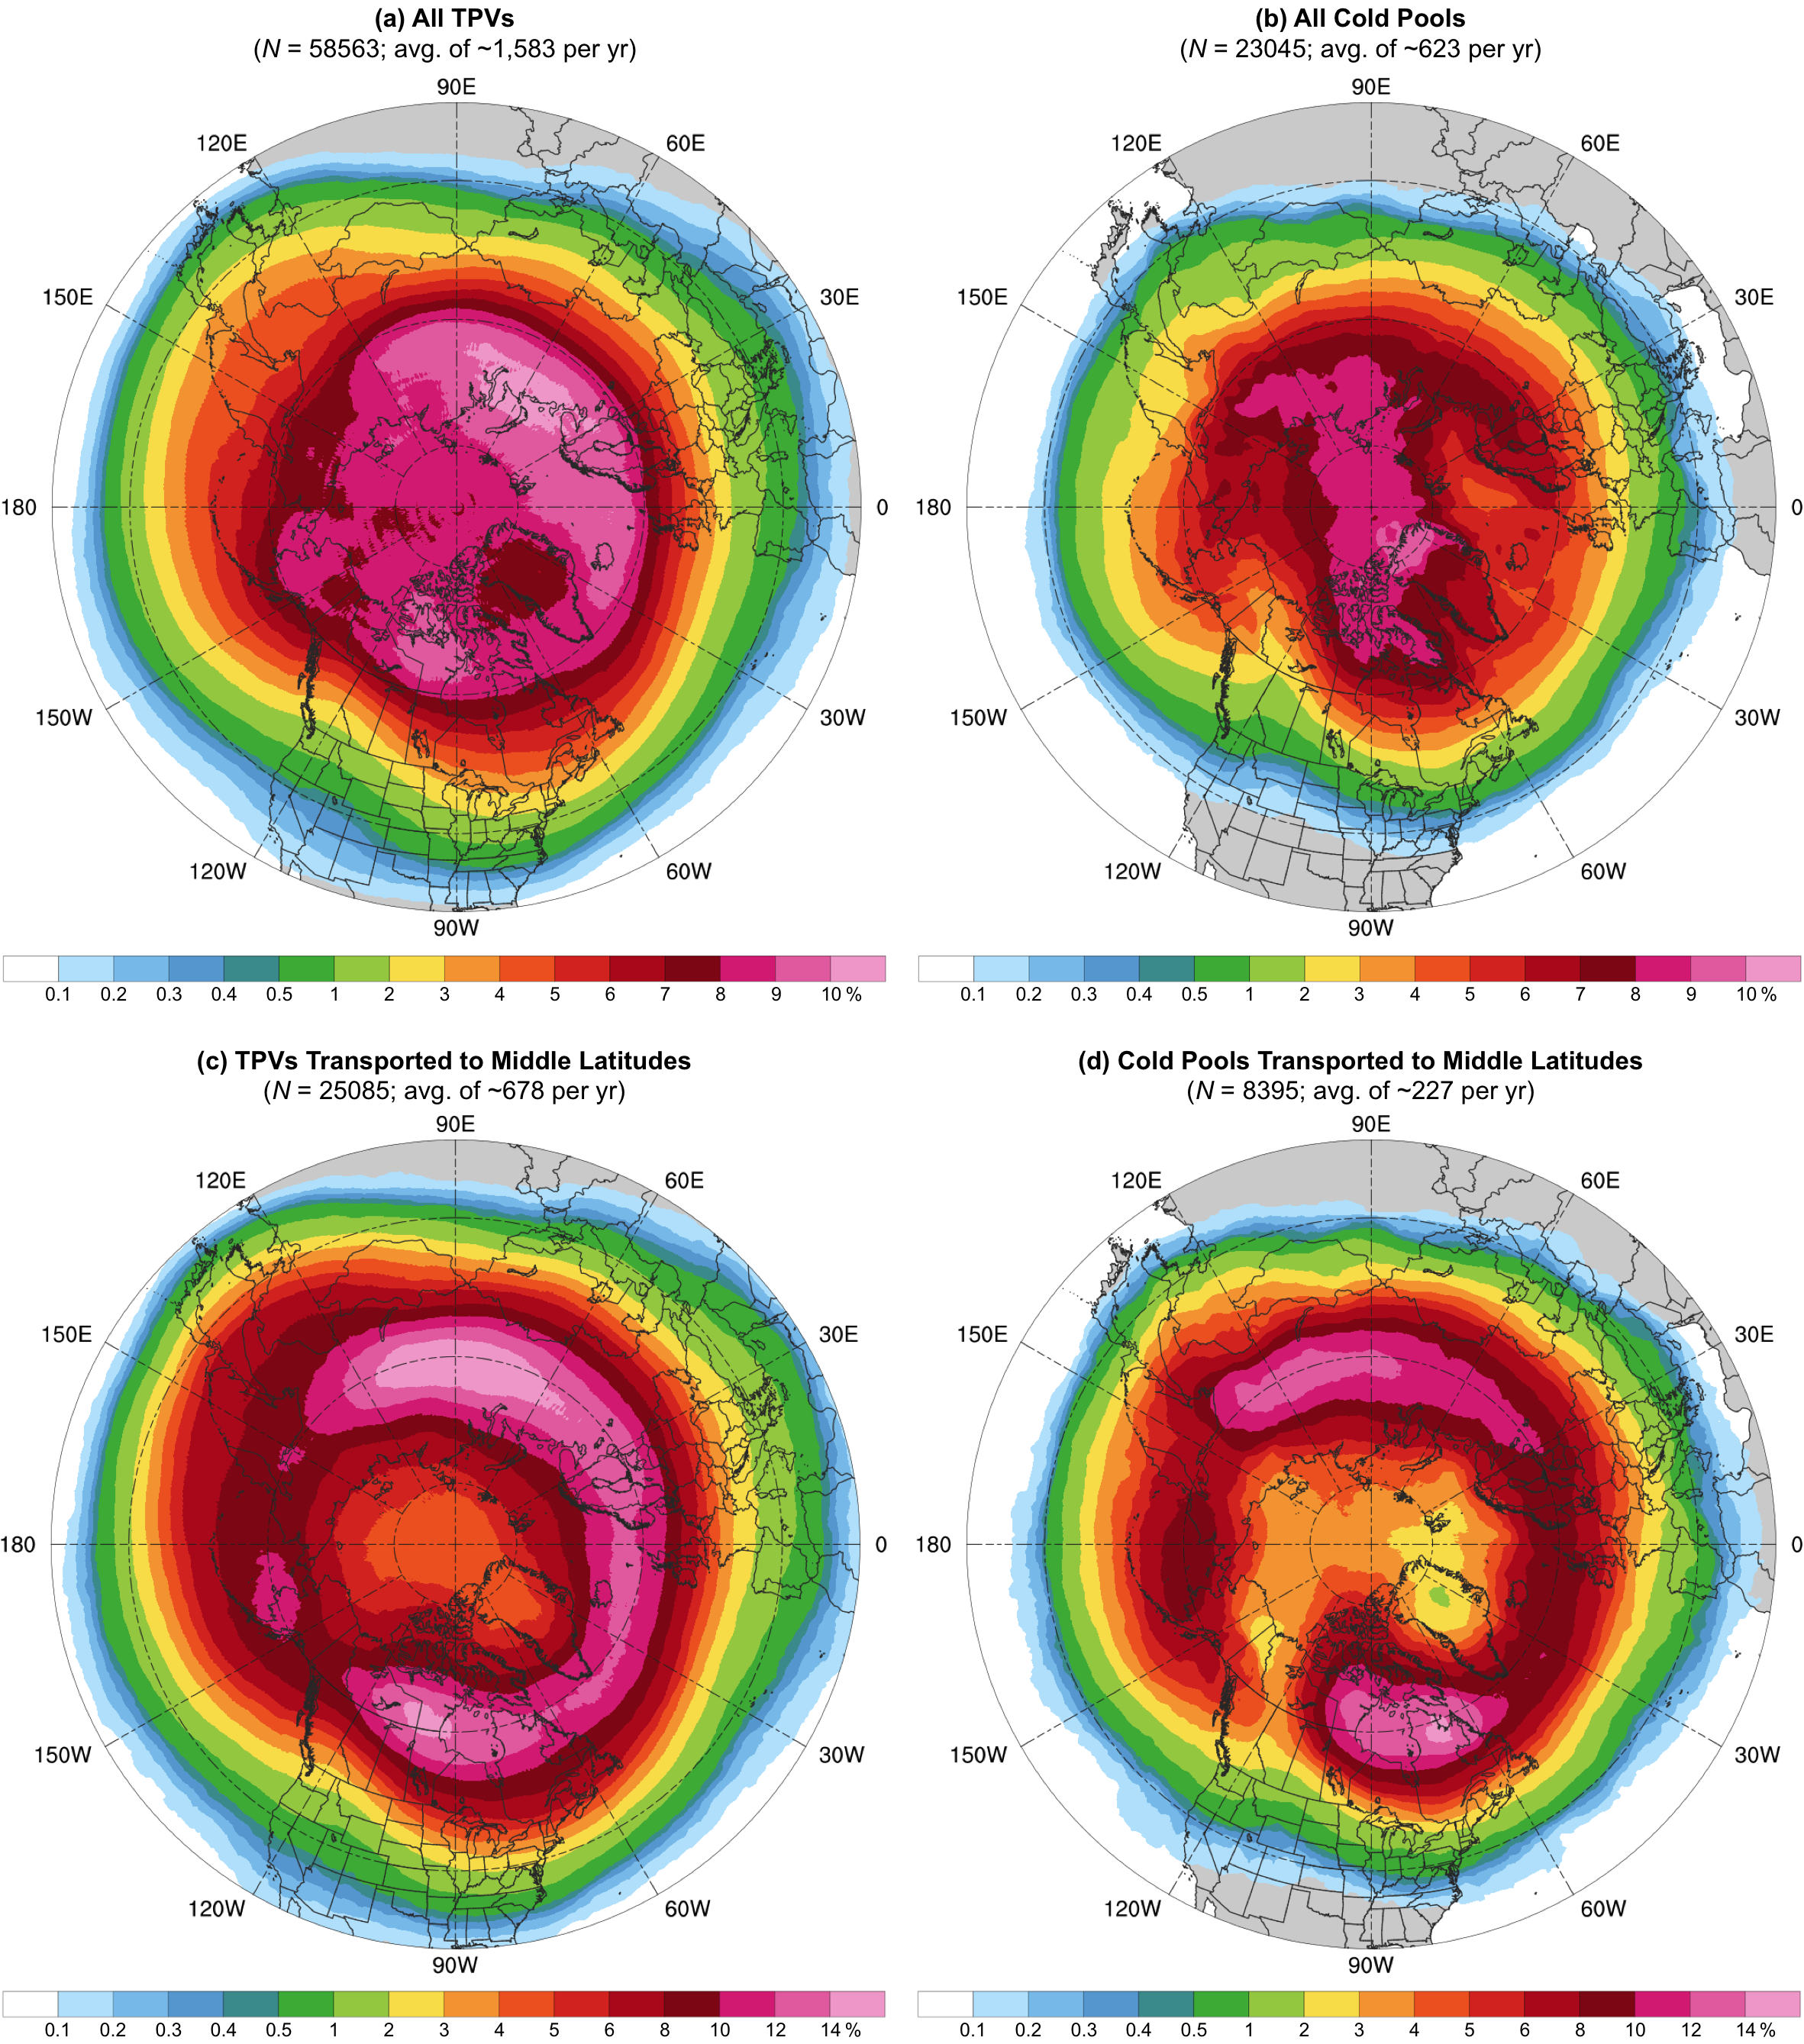 (a) All TPVs
(N = 58563; avg. of ~1,583 per yr)
90E
120E 60E
150E 30E
180 0
150W 30W
120W 60W
90W
0.1 0.2 0.3 0.4 0.5 1 2 3 4 5 6 7 8 9 10 %
(b) All Cold Pools
(N = 23045; avg. of ~623 per yr)
90E
120E 60E
150E 30E
180 0
150W 30W
120W 60W
90W
0.1 0.2 0.3 0.4 0.5 1 2 3 4 5 6 7 8 9 10 %
(c) TPVs Transported to Middle Latitudes
(N = 25085; avg. of ~678 per yr)
90E
120E 60E
150E 30E
180 0
150W 30W
120W 60W
90W
0.1 0.2 0.3 0.4 0.5 1 2 3 4 5 6 8 10 12 14 %
(d) Cold Pools Transported to Middle Latitudes
(N = 8395; avg. of ~227 per yr)
90E
120E 60E
150E 30E
180 0
150W 30W
120W 60W
90W
0.1 0.2 0.3 0.4 0.5 1 2 3 4 5 6 8 10 12 14 %